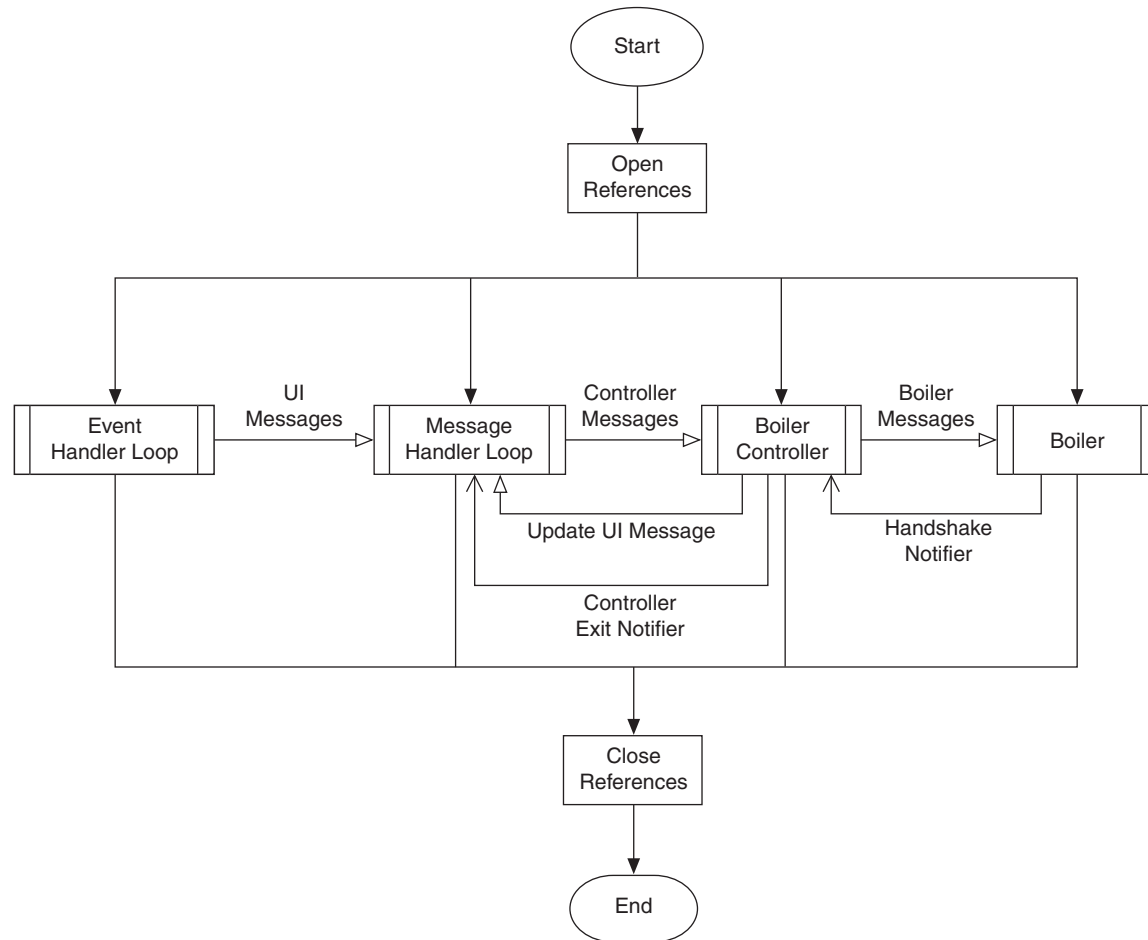 Start
Open
References
UI
Messages
Controller
Messages
Boiler
Messages
Event
Handler Loop
Message
Handler Loop
Boiler
Controller
Boiler
Update UI Message
Handshake
Notifier
Controller
Exit Notifier
Close
References
End